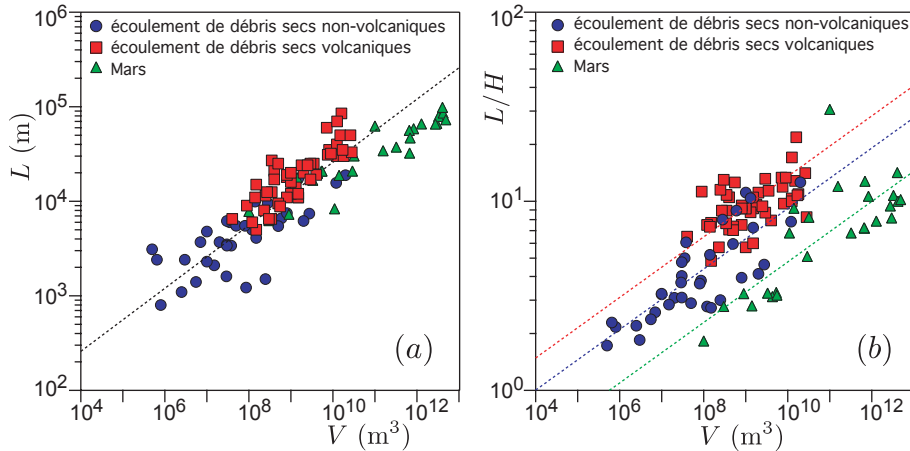 écoulement de débris secs non-volcaniques
écoulement de débris secs volcaniques
Mars
10^6
10^5
10^4
10^3
10^2
L (m)
10^4
10^6
10^8
10^10
10^12
V (m^3)
(a)
écoulement de débris secs non-volcaniques
écoulement de débris secs volcaniques
Mars
10^2
10^1
10^0
L/H
10^4
10^6
10^8
10^10
10^12
V (m^3)
(b)